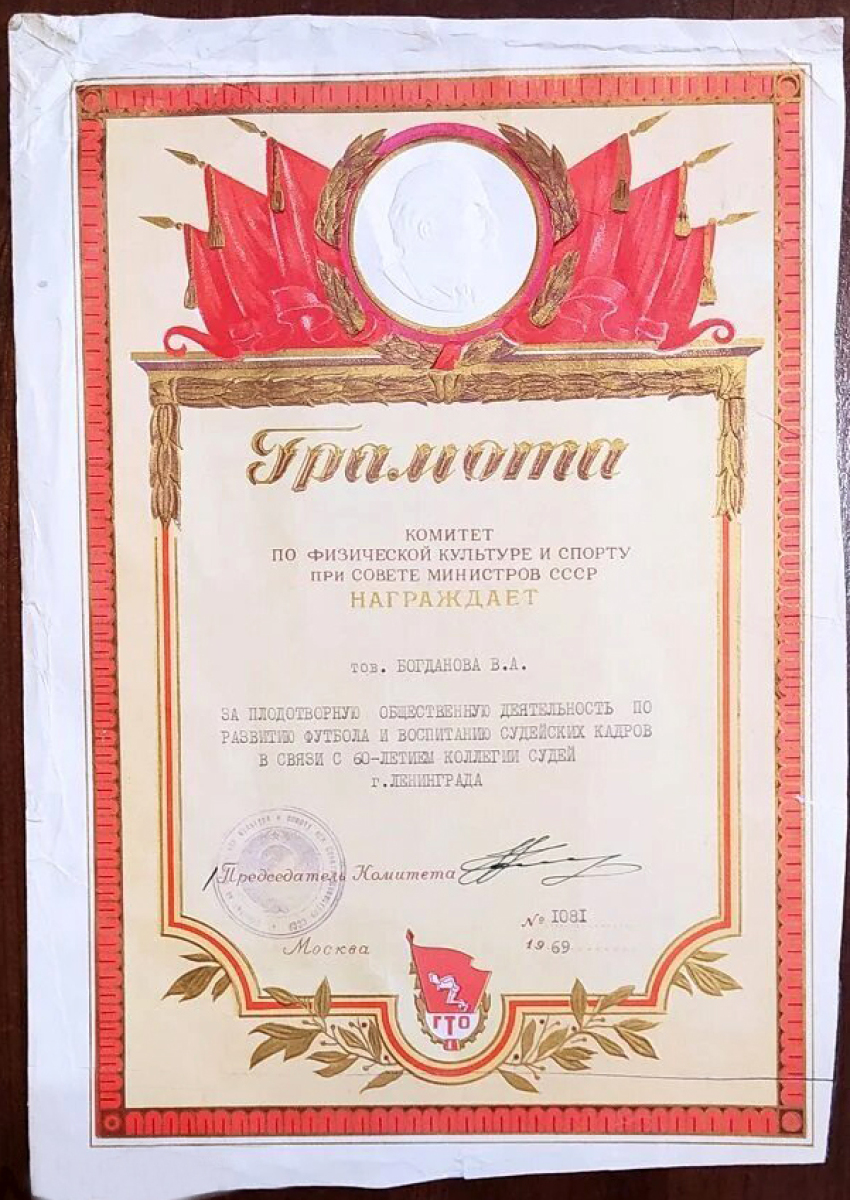 Грамота
КОМИТЕТ
ПО ФИЗИЧЕСКОЙ КУЛЬТУРЕ И СПОРТУ
ПРИ СОВЕТЕ МИНИСТРОВ СССР
НАГРАЖДАЕТ
тов. БОГДАНОВА В.А.
ЗА ПЛОДОТВОРНУЮ ОБЩЕСТВЕННУЮ ДЕЯТЕЛЬНОСТЬ ПО
РАЗВИТИЮ ФУТБОЛА И ВОСПИТАНИЮ СУДЕЙСКИХ КАДРОВ
В СВЯЗИ С 60-ЛЕТИЕМ КОЛЛЕГИИ СУДЕЙ
г.ЛЕНИНГРАДА
Председатель Комитета
№ 1081
Москва 1969
ГТО